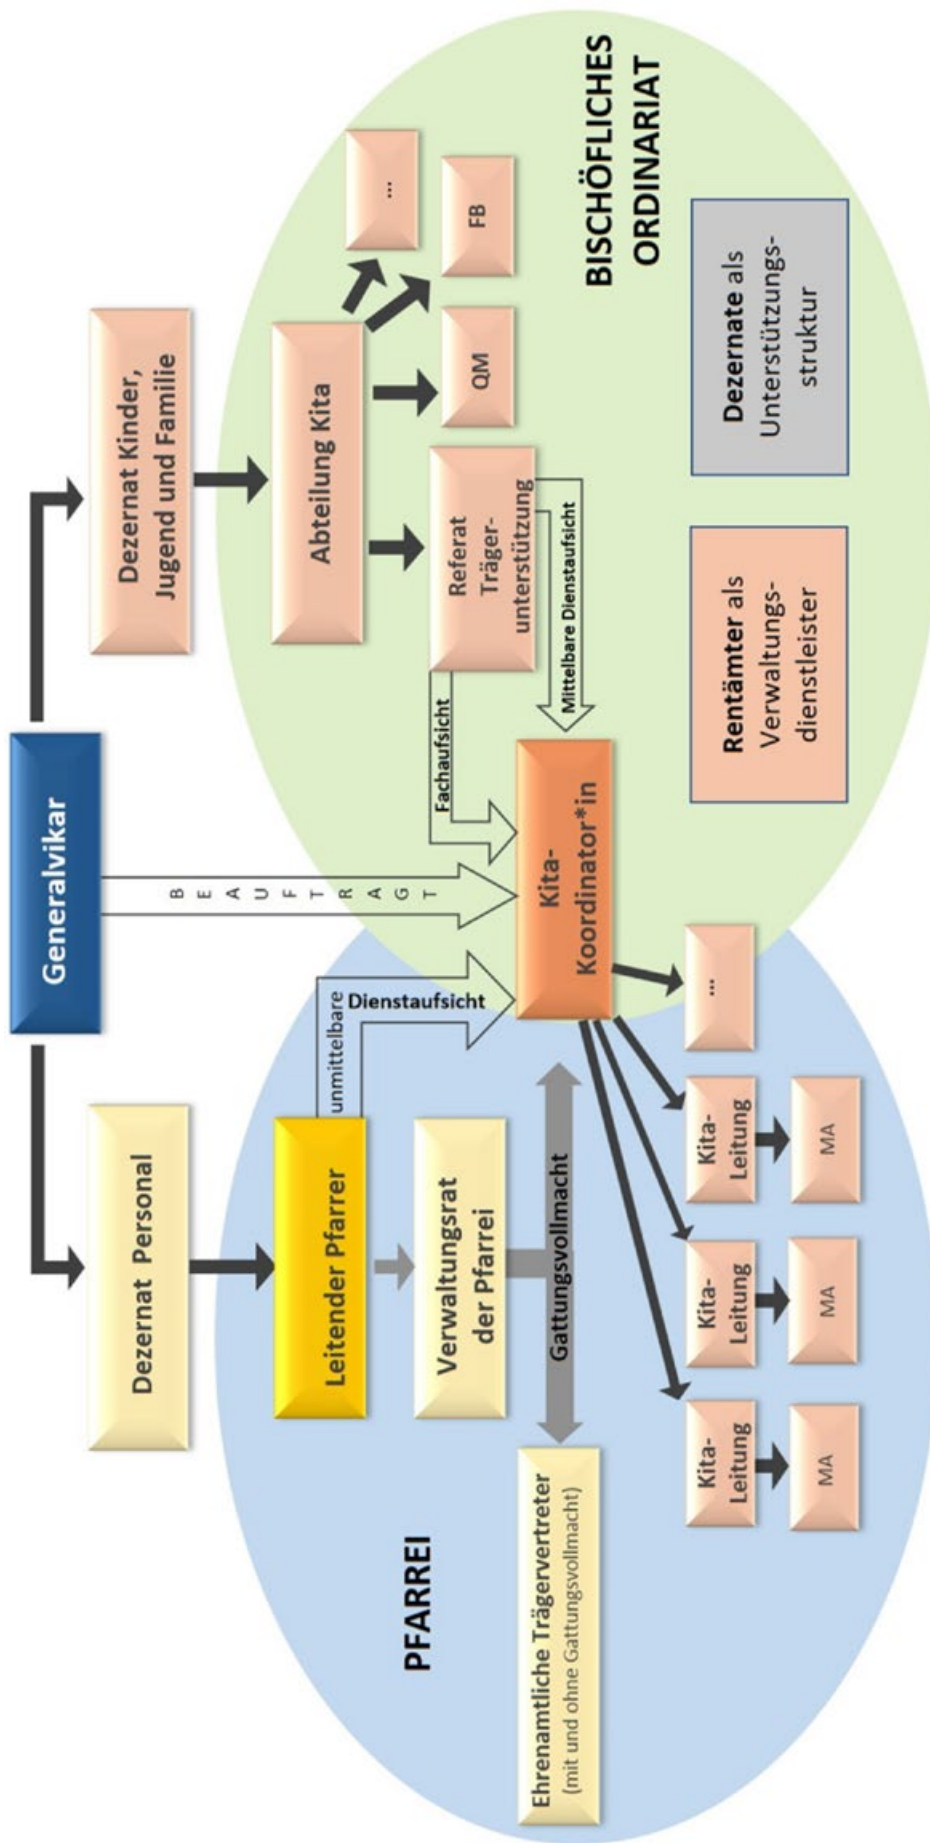 Generalvikar
Dezernat Personal
Dezernat Kinder,
Jugend und Familie
B E A U F T R A G T
Leitender Pfarrer
unmittelbare
Dienstaufsicht
Abteilung Kita
...
PFARREI
Verwaltungsrat
der Pfarrei
Fachaufsicht
Referat
Träger-
unterstützung
QM
FB
Gattungsvollmacht
Mittelbare Dienstaufsicht
Ehrenamtliche Trägervertreter
(mit und ohne Gattungsvollmacht)
Kita-
Koordinator*in
BISCHÖFLICHES
ORDINARIAT
Kita-
Leitung
Kita-
Leitung
Kita-
Leitung
...
MA
MA
MA
Rentämter als
Verwaltungs-
dienstleister
Dezernate als
Unterstützungs-
struktur